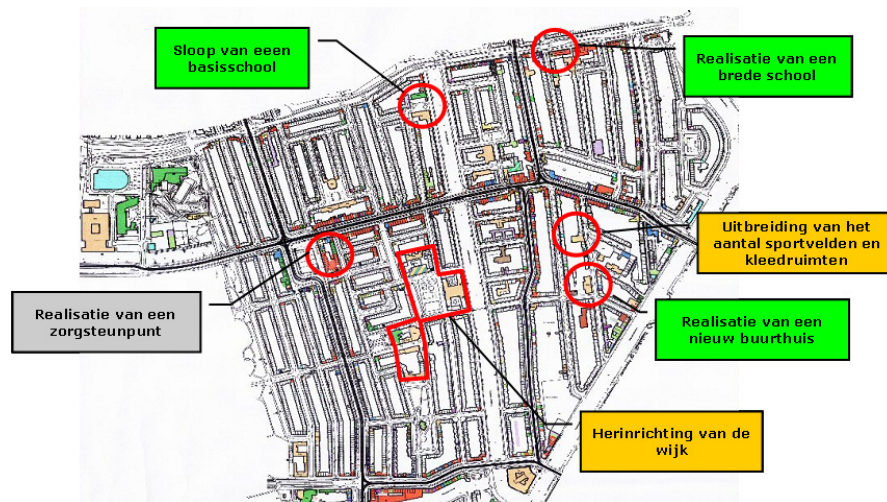 Sloop van eeen
basisschool
Realisatie van een
brede school
Uitbreiding van het
aantal sportvelden en
kleedruimten
Realisatie van een
zorgsteunpunt
Realisatie van een
nieuw buurthuis
Herinrichting van de
wijk